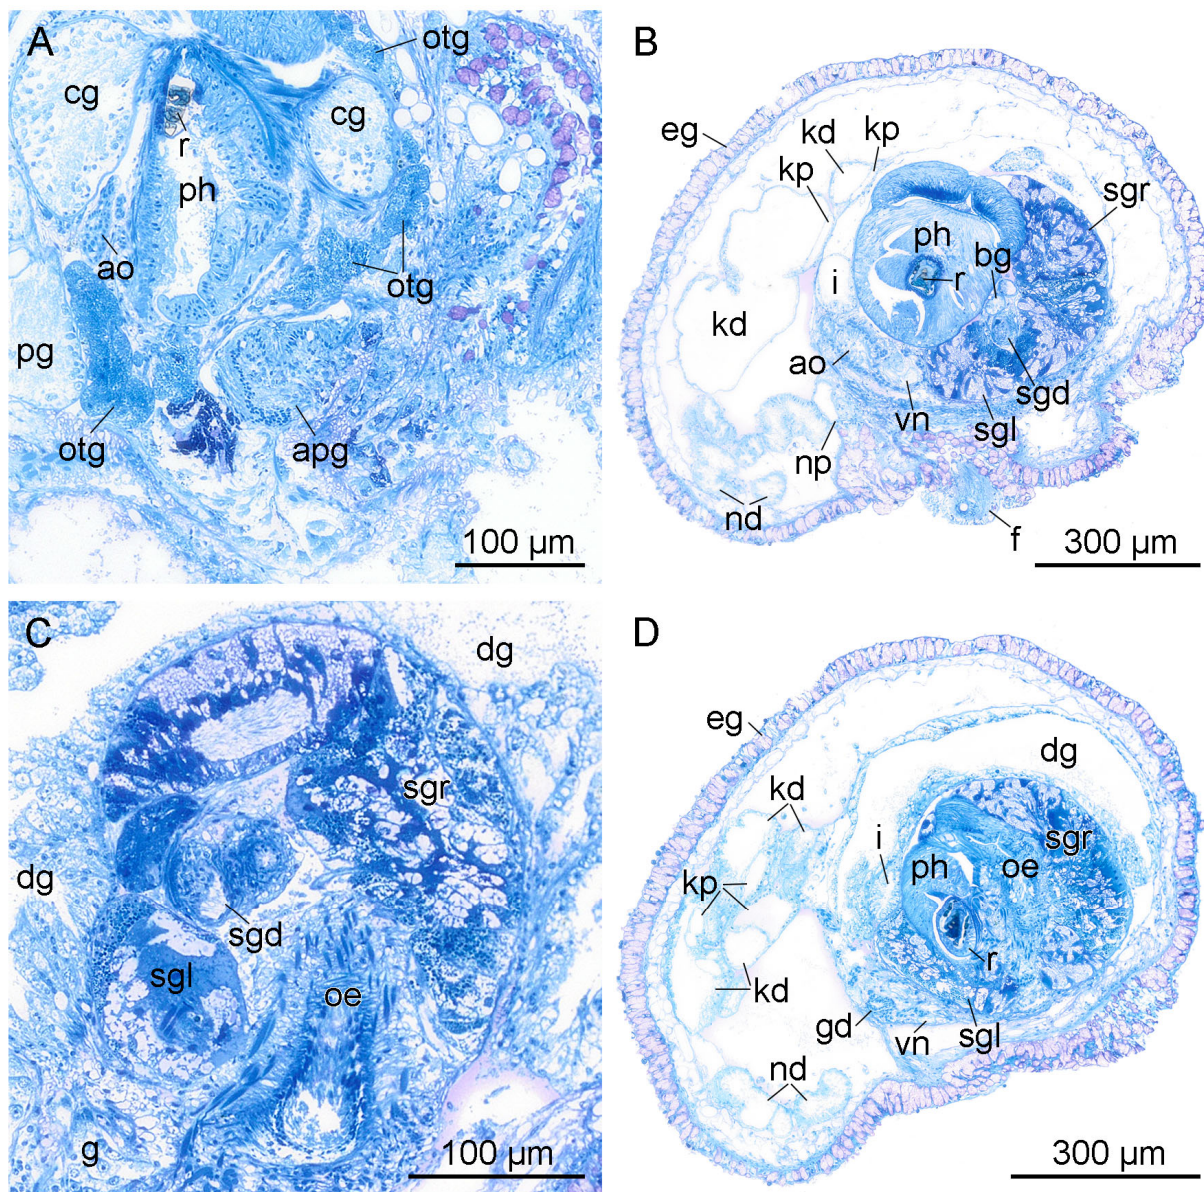 A
otg
cg
cg
r
ph
ao
otg
pg
otg
apg
100 µm
B
eg
kp
kd
kp
sgr
ph
bg
i
r
kd
ao
sgd
vn
sgl
np
nd
f
300 µm
C
dg
sgr
dg
sgd
sgl
oe
g
100 µm
D
eg
dg
kd
i
sgr
ph
oe
kp
r
kd
gd
vn
sgl
nd
300 µm